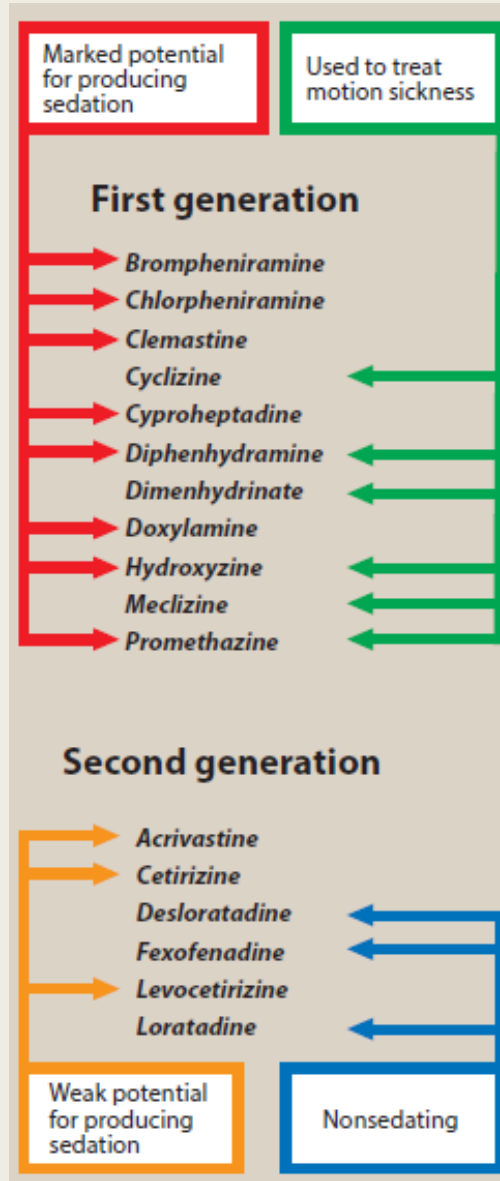 Marked potential
for producing
sedation
Used to treat
motion sickness
First generation
Brompheniramine
Chlorpheniramine
Clemastine
Cyclizine
Cyproheptadine
Diphenhydramine
Dimenhydrinate
Doxylamine
Hydroxyzine
Meclizine
Promethazine
Second generation
Acrivastine
Cetirizine
Desloratadine
Fexofenadine
Levocetirizine
Loratadine
Weak potential
for producing
sedation
Nonsedating